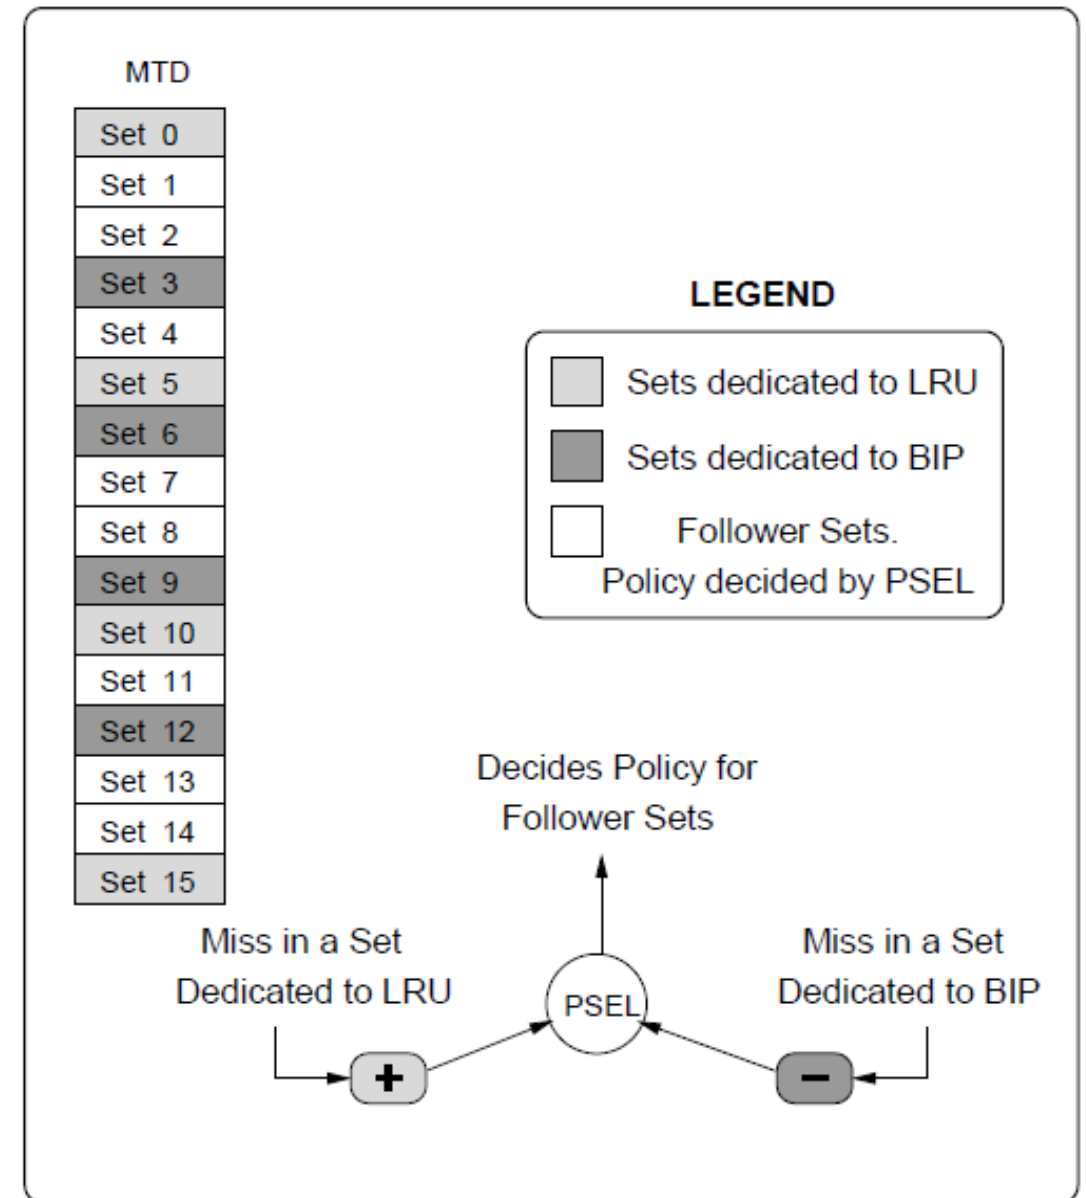 MTD
Set 0
Set 1
Set 2
Set 3
Set 4
Set 5
Set 6
Set 7
Set 8
Set 9
Set 10
Set 11
Set 12
Set 13
Set 14
Set 15
LEGEND
Sets dedicated to LRU
Sets dedicated to BIP
Follower Sets.
Policy decided by PSEL
Decides Policy for
Follower Sets
Miss in a Set
Dedicated to LRU
PSEL
Miss in a Set
Dedicated to BIP
+
−